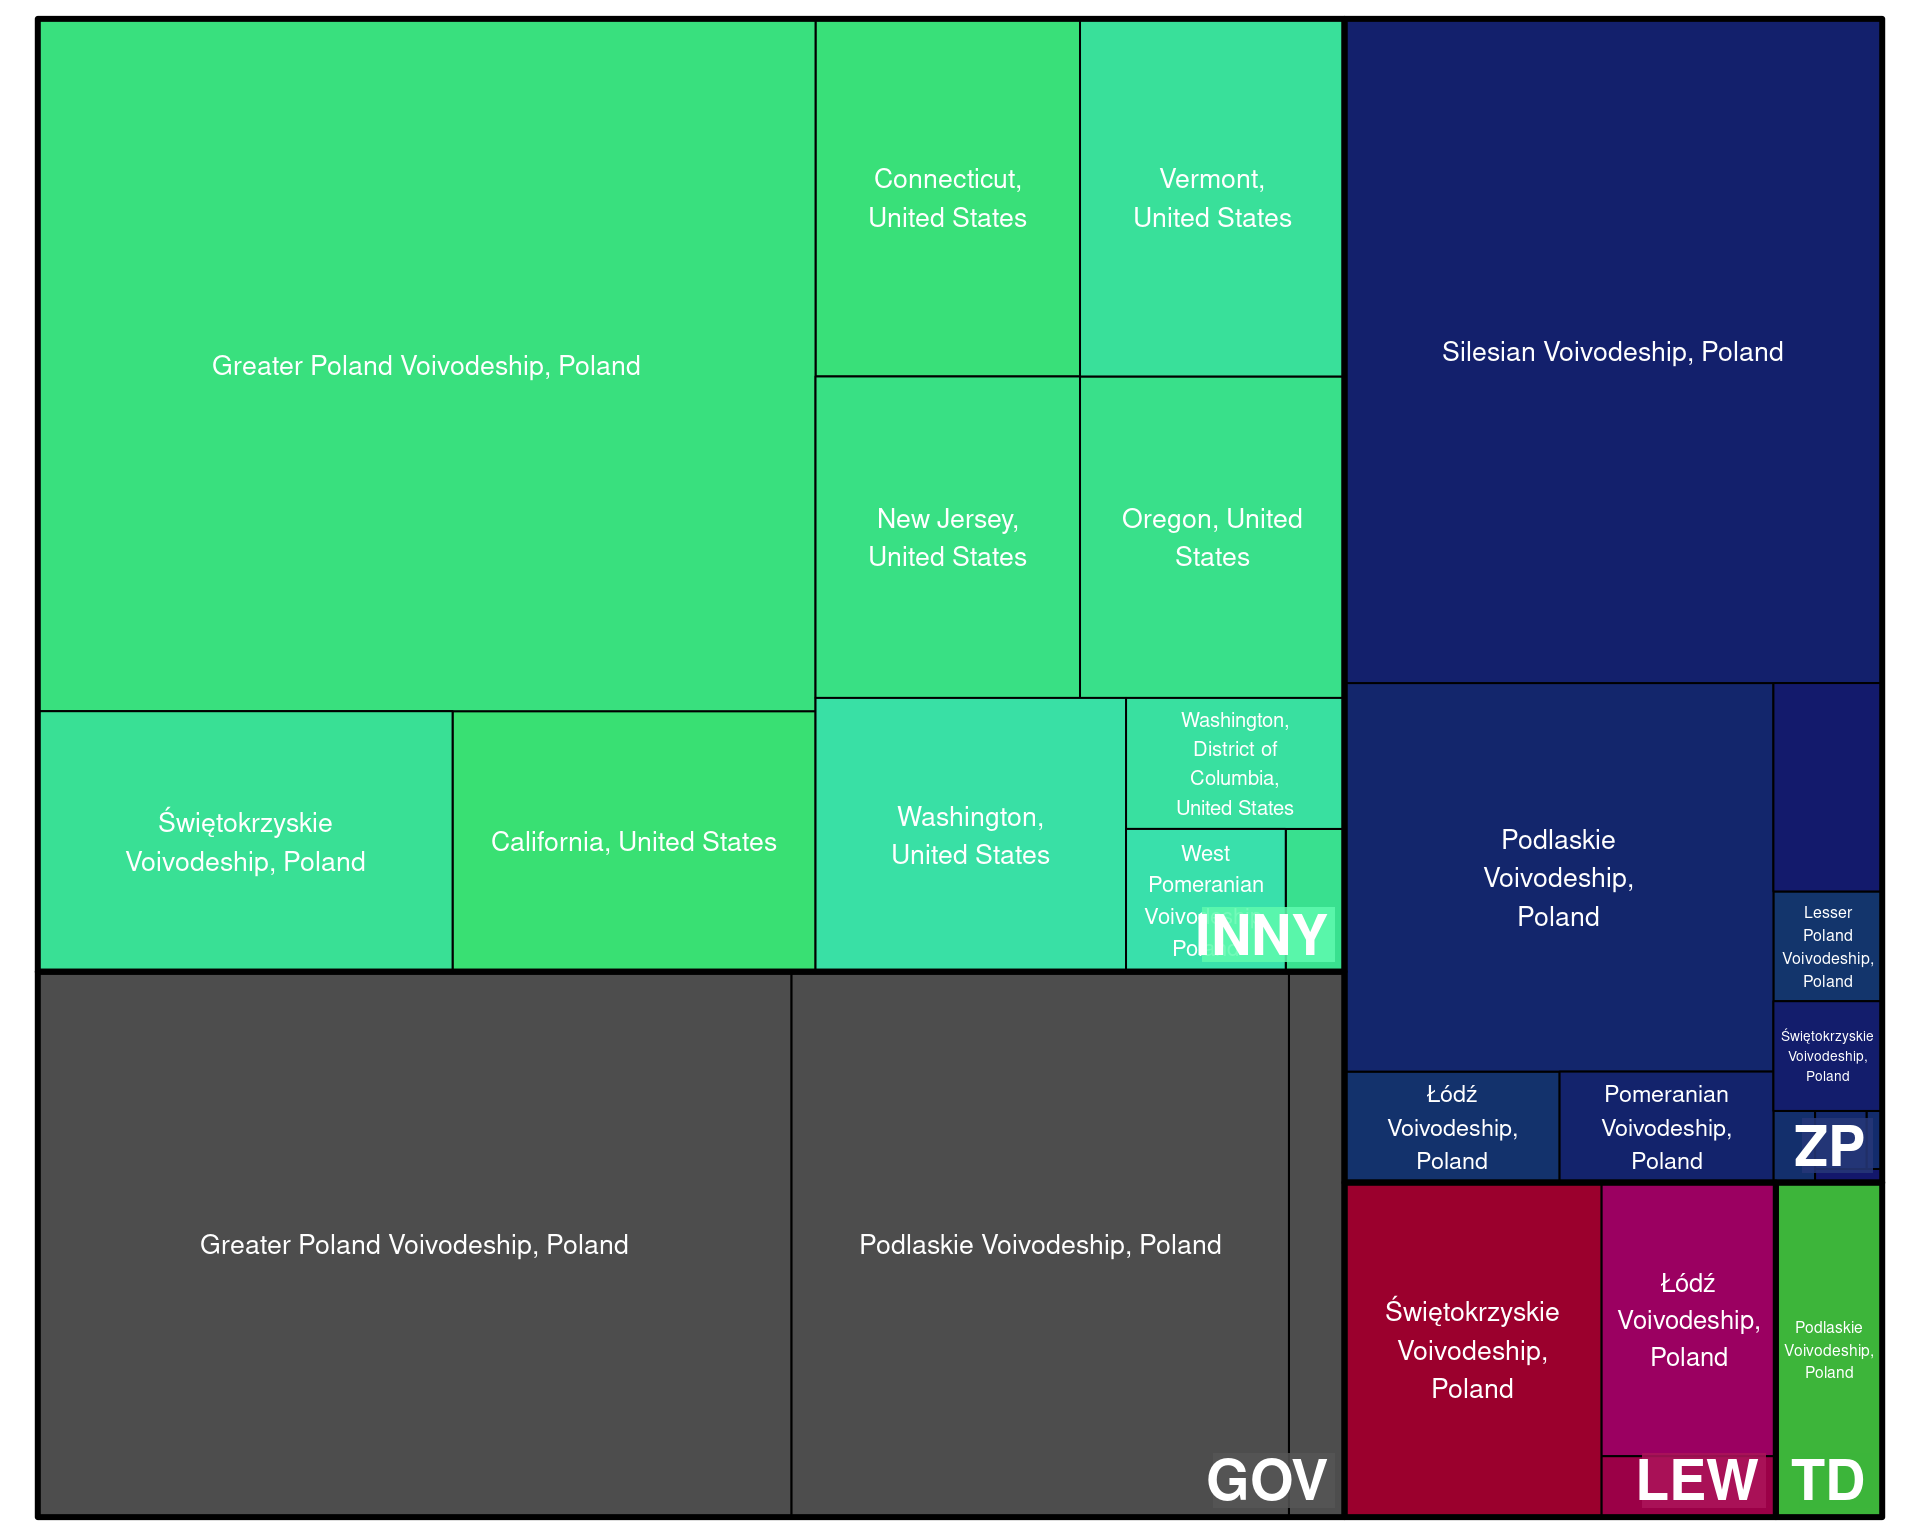 Greater Poland Voivodeship, Poland
Connecticut,
United States
Vermont,
United States
New Jersey,
United States
Oregon, United
States
Świętokrzyskie
Voivodeship, Poland
California, United States
Washington,
United States
Washington,
District of
Columbia,
United States
West
Pomeranian
Voivodeship,
Poland
INNY
Greater Poland Voivodeship, Poland
Podlaskie Voivodeship, Poland
GOV
Silesian Voivodeship, Poland
Podlaskie
Voivodeship,
Poland
Lesser
Poland
Voivodeship,
Poland
Świętokrzyskie
Voivodeship,
Poland
Łódź
Voivodeship,
Poland
Pomeranian
Voivodeship,
Poland
ZP
Świętokrzyskie
Voivodeship,
Poland
Łódź
Voivodeship,
Poland
LEW
Podlaskie
Voivodeship,
Poland
TD